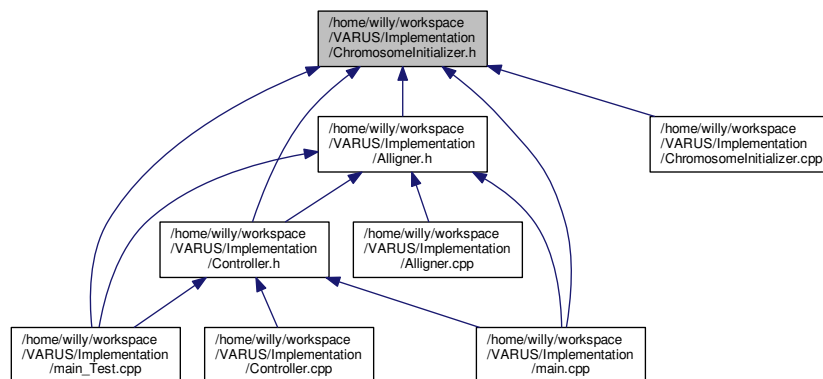 /home/willy/workspace
/VARUS/Implementation
/ChromosomeInitializer.h
/home/willy/workspace
/VARUS/Implementation
/Alligner.h
/home/willy/workspace
/VARUS/Implementation
/ChromosomeInitializer.cpp
/home/willy/workspace
/VARUS/Implementation
/Controller.h
/home/willy/workspace
/VARUS/Implementation
/Alligner.cpp
/home/willy/workspace
/VARUS/Implementation
/main_Test.cpp
/home/willy/workspace
/VARUS/Implementation
/Controller.cpp
/home/willy/workspace
/VARUS/Implementation
/main.cpp